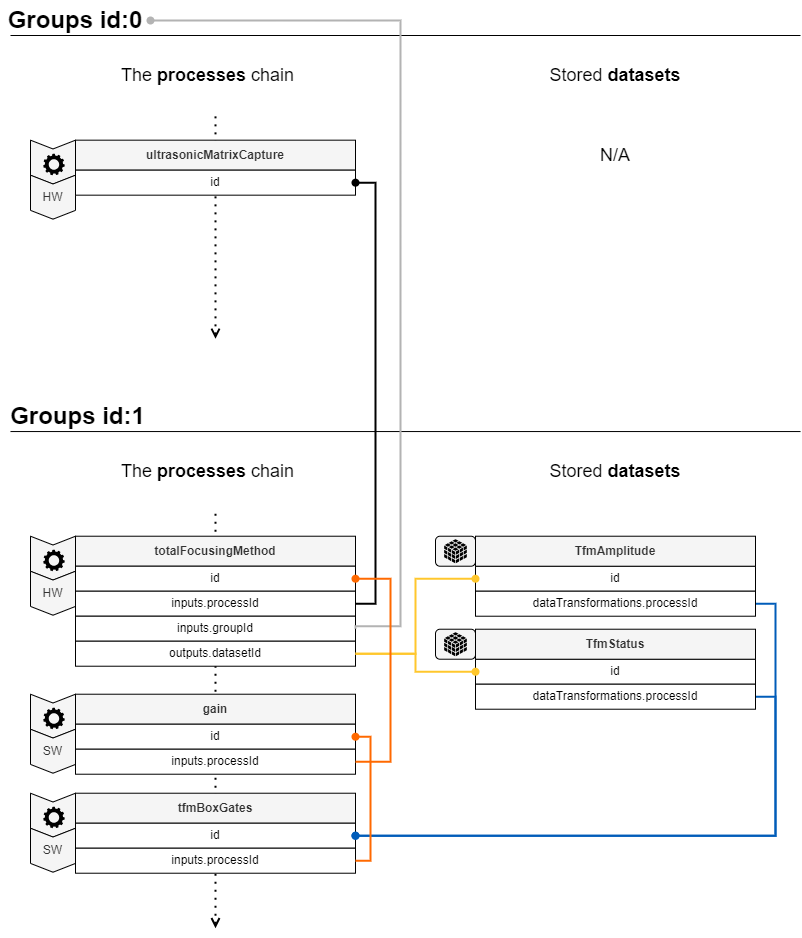 Groups id:0
The processes chain
Stored datasets
ultrasonicMatrixCapture
N/A
id
HW
Groups id:1
The processes chain
Stored datasets
totalFocusingMethod
TfmAmplitude
id
id
HW
inputs.processId
dataTransformations.processId
inputs.groupId
TfmStatus
outputs.datasetId
id
dataTransformations.processId
gain
id
SW
inputs.processId
tfmBoxGates
id
SW
inputs.processId